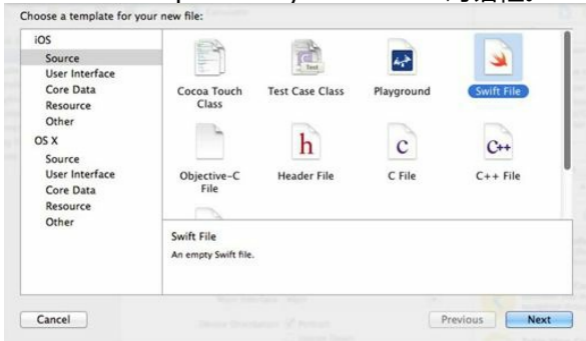 Choose a template for your new file:
iOS
Source
User Interface
Core Data
Resource
Other
OS X
Source
User Interface
Core Data
Resource
Other
Cocoa Touch
Class
Test Case Class
Playground
Swift File
Objective-C
File
h
Header File
C
C File
C++
C++ File
Swift File
An empty Swift file.
Cancel
Previous
Next